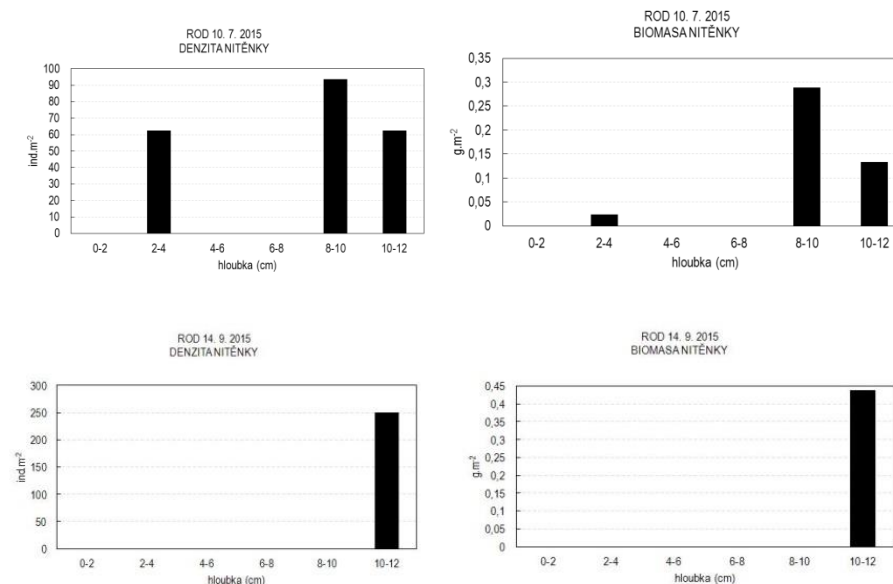 ROD 10. 7. 2015
DENZITA NITĚNKY
100
90
80
70
60
50
40
30
20
10
0
ind.m-2
0-2 2-4 4-6 6-8 8-10 10-12
hloubka (cm)
ROD 10. 7. 2015
BIOMASA NITĚNKY
0,35
0,3
0,25
0,2
0,15
0,1
0,05
0
g.m-2
0-2 2-4 4-6 6-8 8-10 10-12
hloubka (cm)
ROD 14. 9. 2015
DENZITA NITĚNKY
300
250
200
150
100
50
0
ind.m-2
0-2 2-4 4-6 6-8 8-10 10-12
hloubka (cm)
ROD 14. 9. 2015
BIOMASA NITĚNKY
0,45
0,4
0,35
0,3
0,25
0,2
0,15
0,1
0,05
0
g.m-2
0-2 2-4 4-6 6-8 8-10 10-12
hloubka (cm)